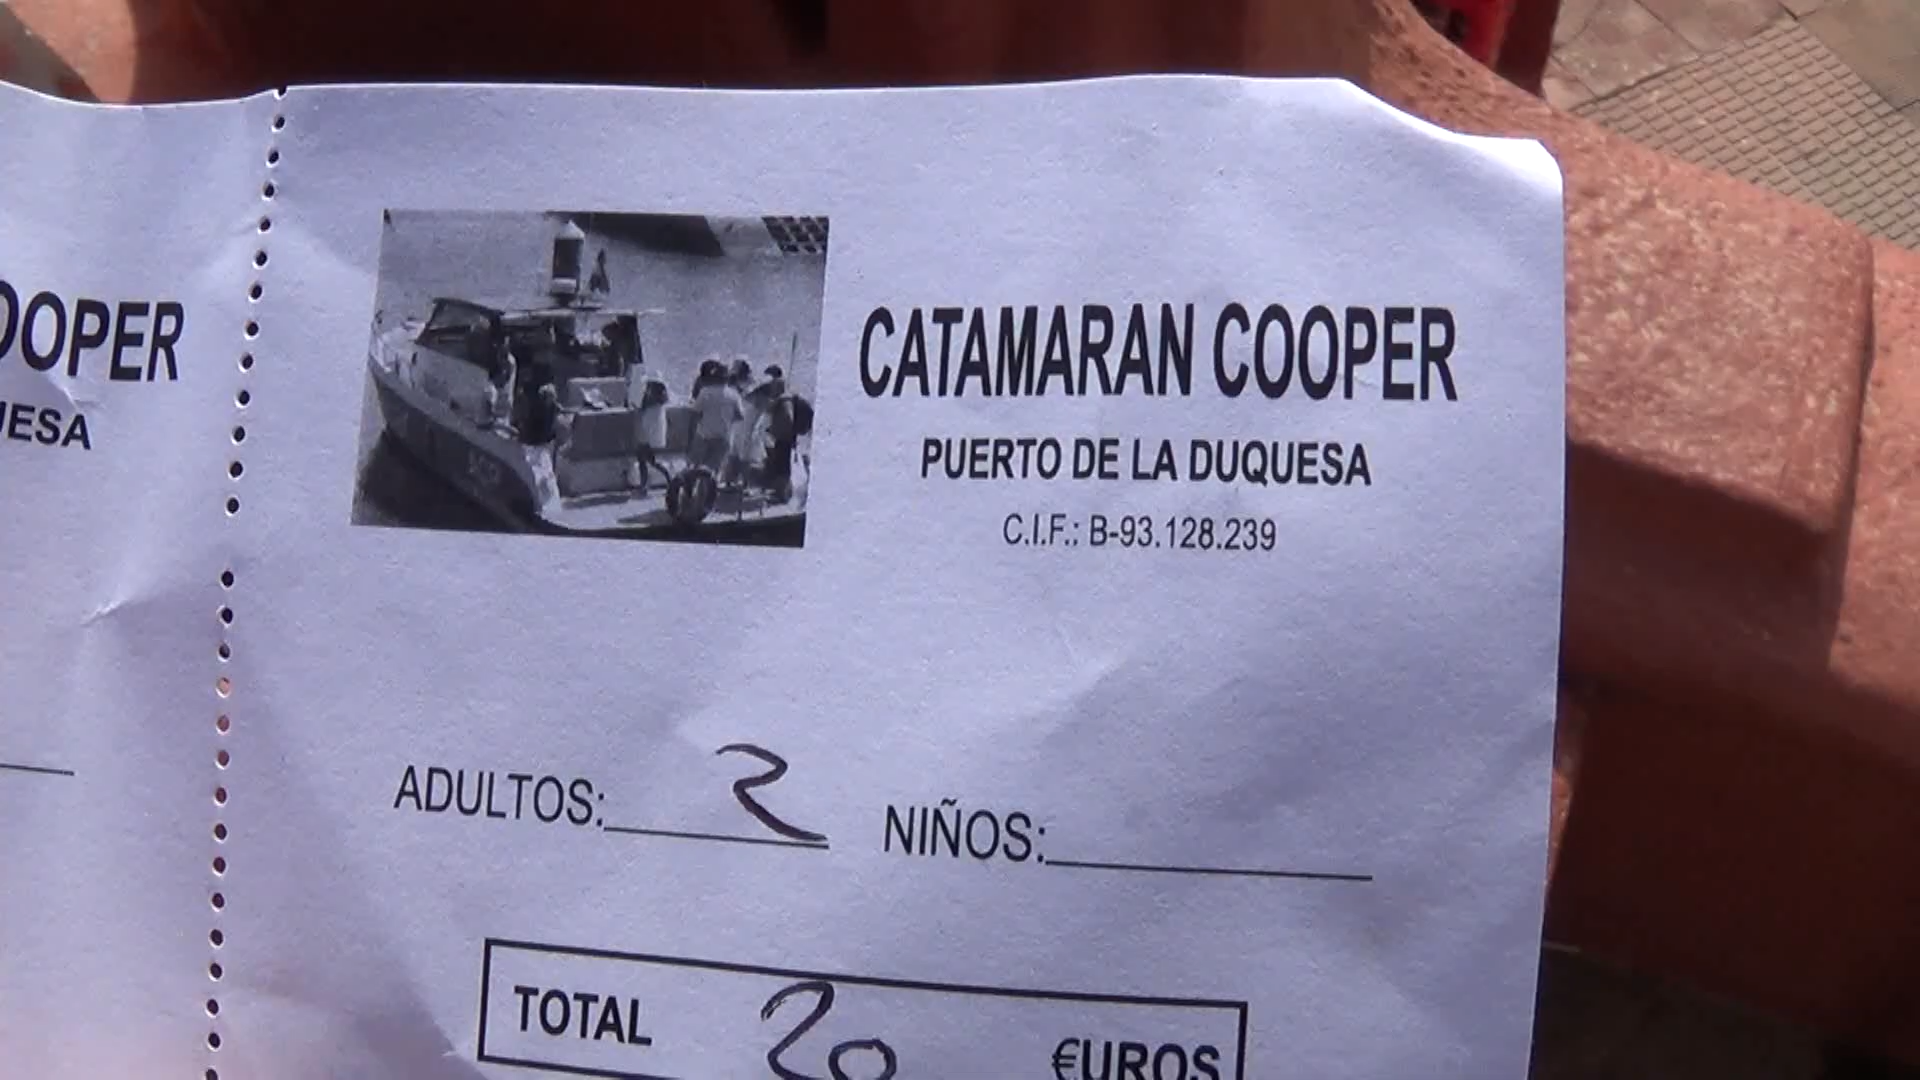 OOPER
UESA
CATAMARAN COOPER
PUERTO DE LA DUQUESA
C.I.F.: B-93.128.239
ADULTOS: 2 NIÑOS:
TOTAL 20 €UROS